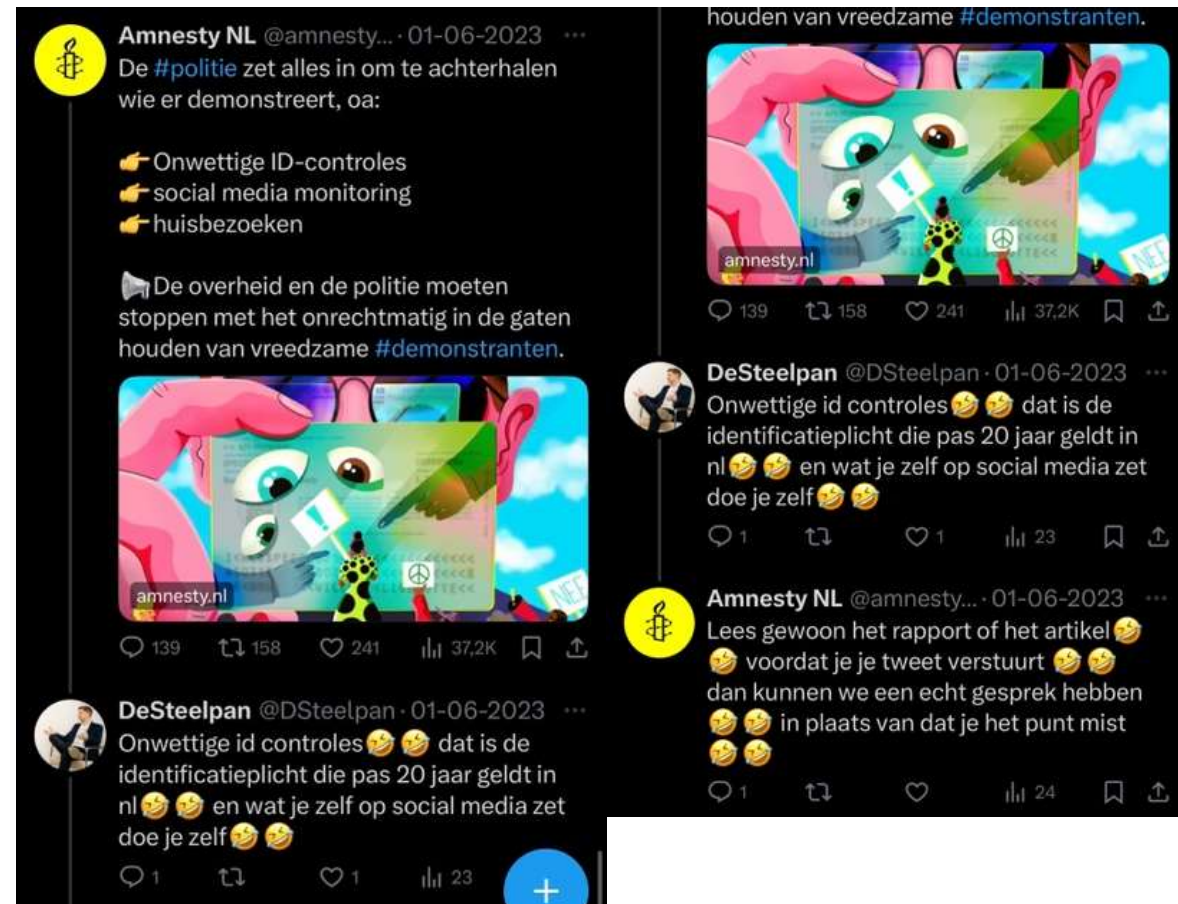 Amnesty NL @amnesty... · 01-06-2023 ...
De #politie zet alles in om te achterhalen
wie er demonstreert, oa:
👉Onwettige ID-controles
👉social media monitoring
👉huisbezoeken
📢De overheid en de politie moeten
stoppen met het onrechtmatig in de gaten
houden van vreedzame #demonstranten.
NEE
amnesty.nl
139 158 241 37,2K
DeSteelpan @DSteelpan · 01-06-2023 ...
Onwettige id controles🤣🤣 dat is de
identificatieplicht die pas 20 jaar geldt in
nl🤣🤣 en wat je zelf op social media zet
doe je zelf🤣🤣
1 1 23
+
houden van vreedzame #demonstranten.
NEE
amnesty.nl
139 158 241 37,2K
DeSteelpan @DSteelpan · 01-06-2023 ...
Onwettige id controles🤣🤣 dat is de
identificatieplicht die pas 20 jaar geldt in
nl🤣🤣 en wat je zelf op social media zet
doe je zelf🤣🤣
1 1 23
Amnesty NL @amnesty... · 01-06-2023 ...
Lees gewoon het rapport of het artikel🤣
🤣 voordat je je tweet verstuurt 🤣🤣
dan kunnen we een echt gesprek hebben
🤣🤣 in plaats van dat je het punt mist
🤣🤣
1 24